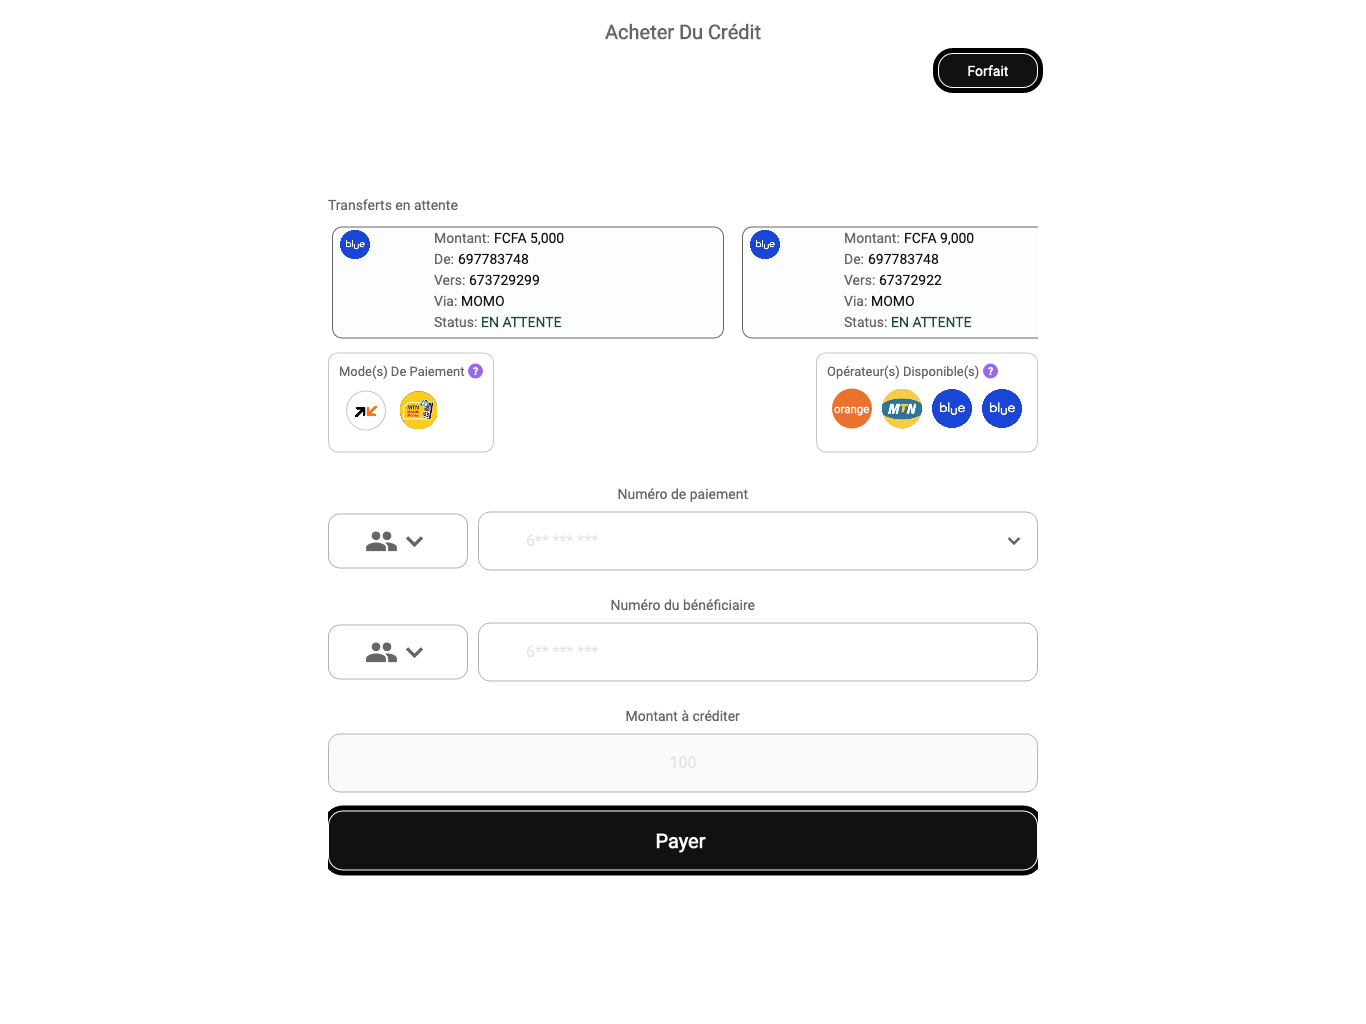 Acheter Du Crédit
Forfait
Transferts en attente
blue
Montant: FCFA 5,000
De: 697783748
Vers: 673729299
Via: MOMO
Status: EN ATTENTE
blue
Montant: FCFA 9,000
De: 697783748
Vers: 67372922
Via: MOMO
Status: EN ATTENTE
Mode(s) De Paiement ?
MTN
Opérateur(s) Disponible(s) ?
orange MTN blue blue
Numéro de paiement
6** *** ***
Numéro du bénéficiaire
6** *** ***
Montant à créditer
100
Payer